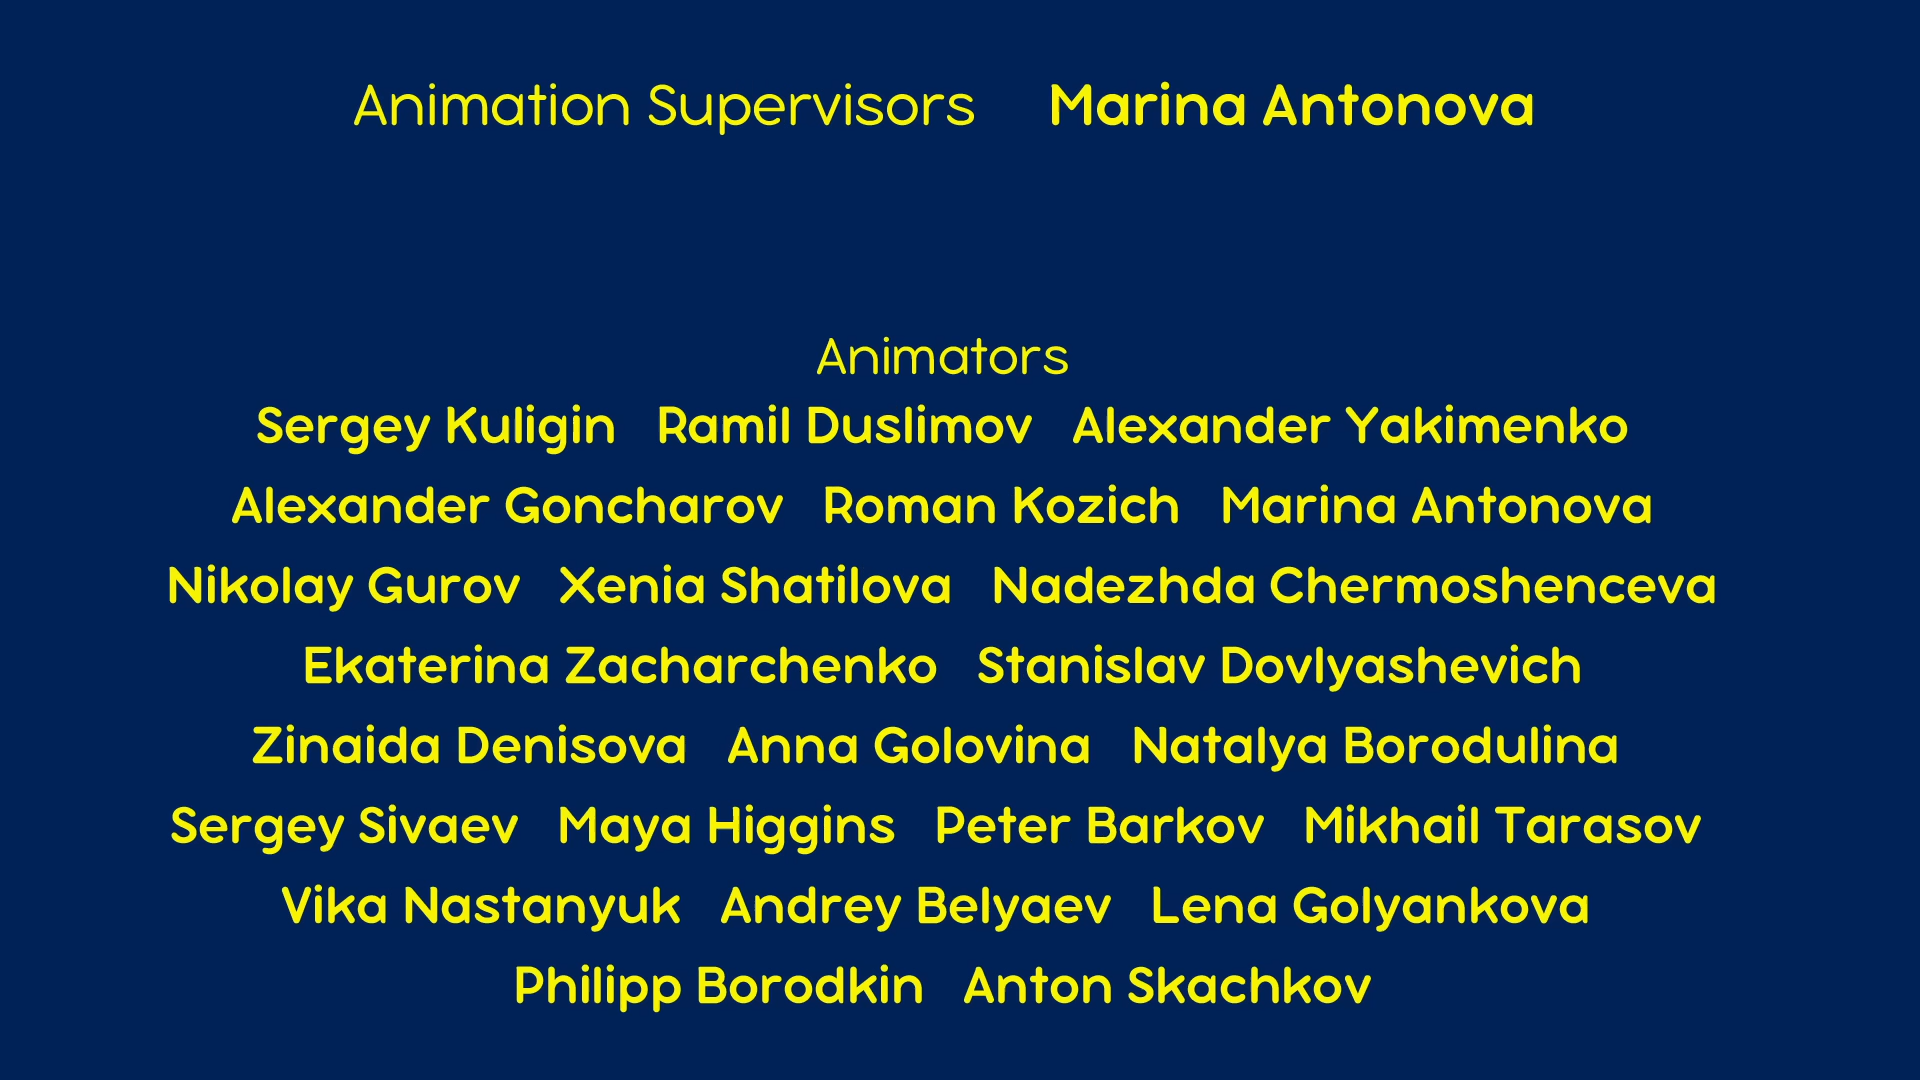 Animation Supervisors Marina Antonova
Animators
Sergey Kuligin Ramil Duslimov Alexander Yakimenko
Alexander Goncharov Roman Kozich Marina Antonova
Nikolay Gurov Xenia Shatilova Nadezhda Chermoshenceva
Ekaterina Zacharchenko Stanislav Dovlyashevich
Zinaida Denisova Anna Golovina Natalya Borodulina
Sergey Sivaev Maya Higgins Peter Barkov Mikhail Tarasov
Vika Nastanyuk Andrey Belyaev Lena Golyankova
Philipp Borodkin Anton Skachkov